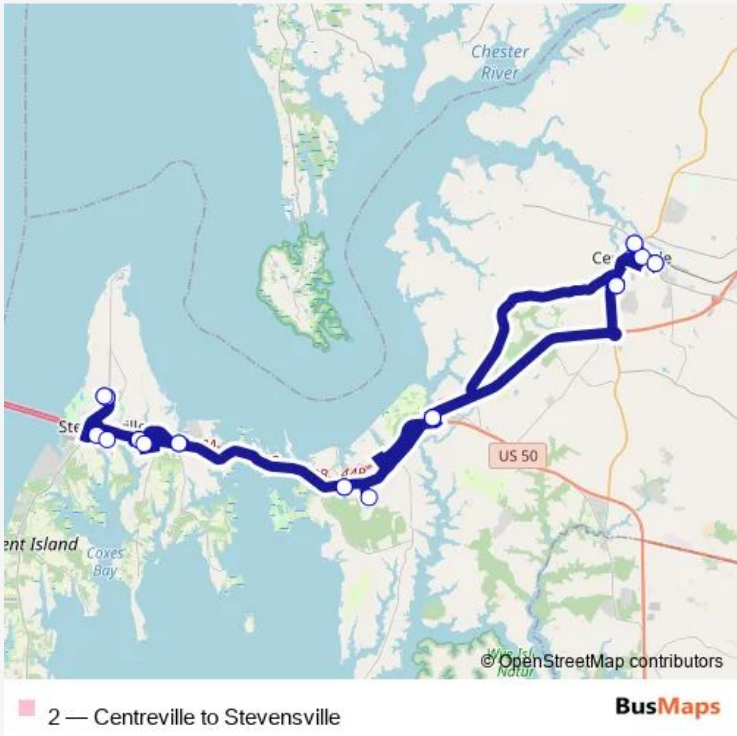 Chester
River
US 50
ent Island
Coxes
Bay
© OpenStreetMap contributors
2 — Centreville to Stevensville
BusMaps